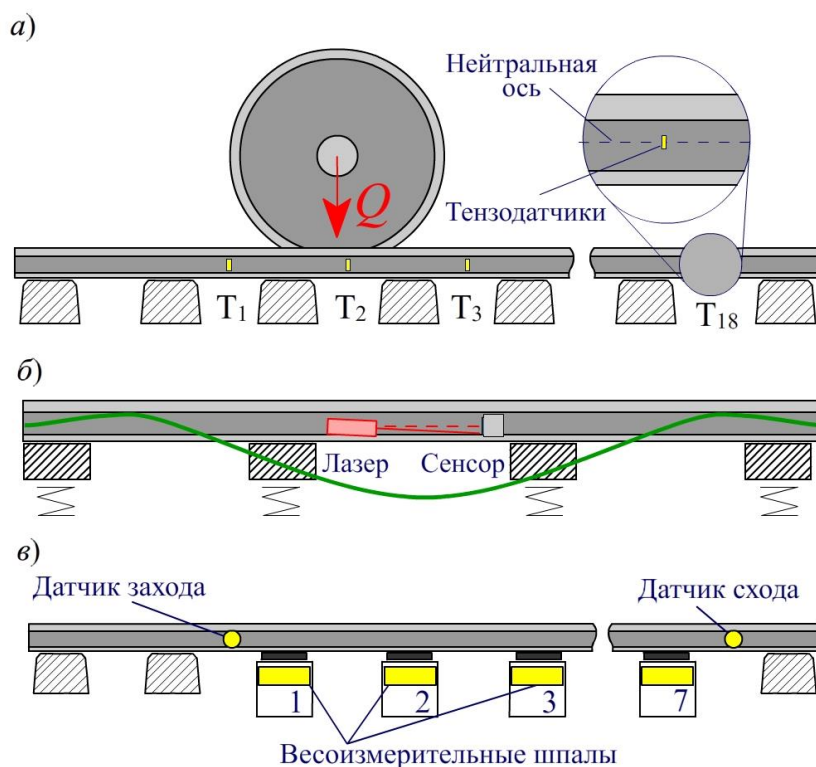 а)
Нейтральная
ось
Тензодатчики
Q
T1 T2 T3 T18
б)
Лазер Сенсор
в)
Датчик захода Датчик схода
1 2 3 7
Весоизмерительные шпалы